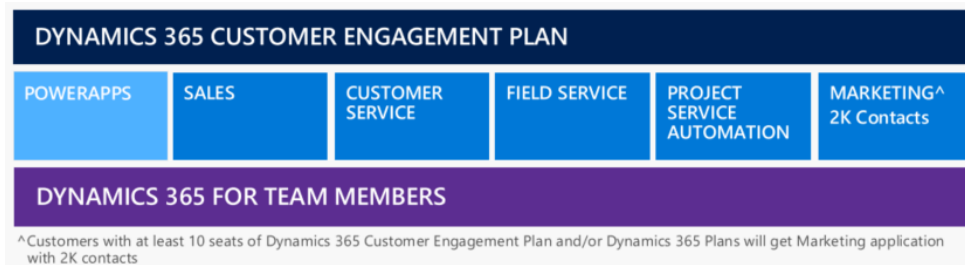 DYNAMICS 365 CUSTOMER ENGAGEMENT PLAN
POWERAPPS
SALES
CUSTOMER
SERVICE
FIELD SERVICE
PROJECT
SERVICE
AUTOMATION
MARKETING^
2K Contacts
DYNAMICS 365 FOR TEAM MEMBERS
^Customers with at least 10 seats of Dynamics 365 Customer Engagement Plan and/or Dynamics 365 Plans will get Marketing application
with 2K contacts